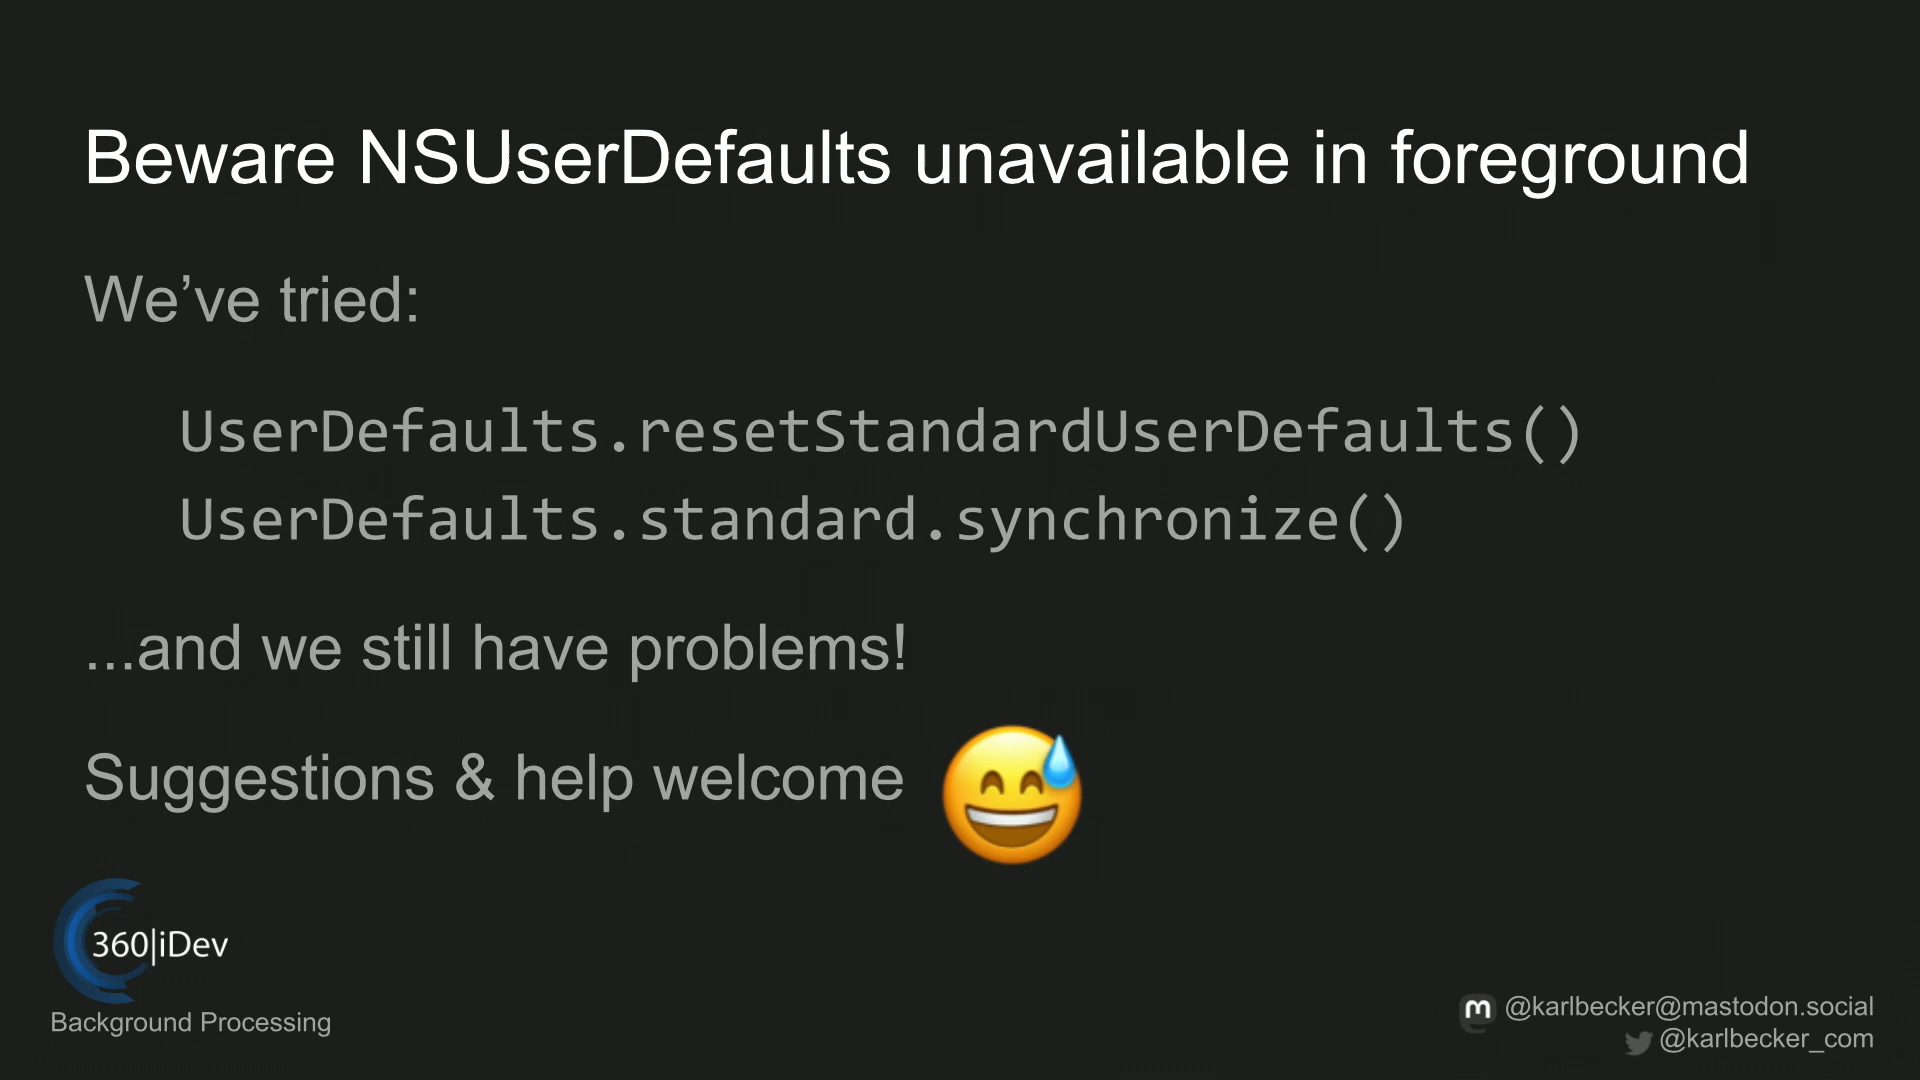 Beware NSUserDefaults unavailable in foreground
We’ve tried:
UserDefaults.resetStandardUserDefaults()
UserDefaults.standard.synchronize()
...and we still have problems!
Suggestions & help welcome
360|iDev
Background Processing
@karlbecker@mastodon.social
@karlbecker_com